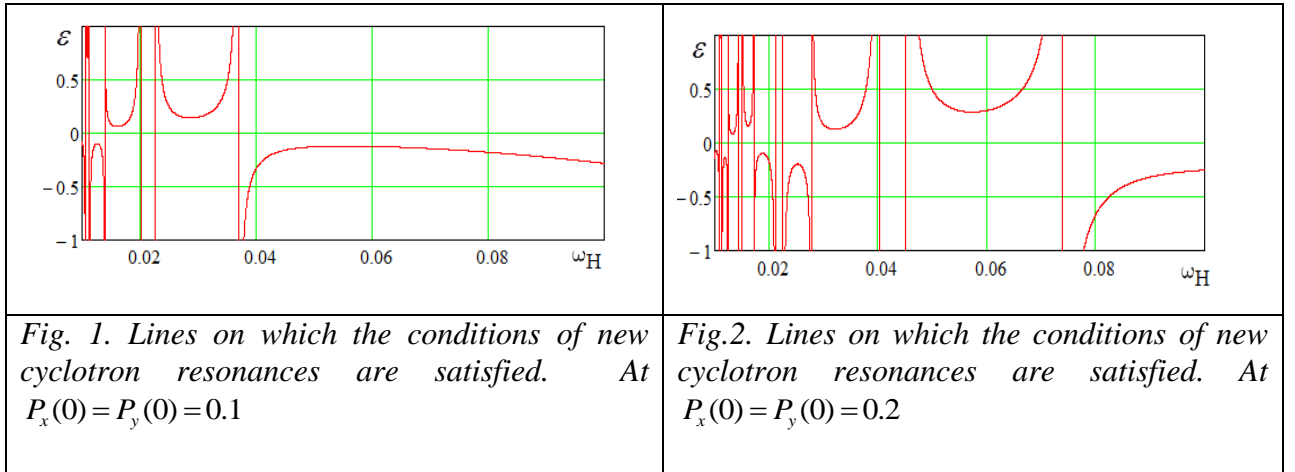 ε
0.5
0
−0.5
−1
0.02 0.04 0.06 0.08 ωH
ε
0.5
0
−0.5
−1
0.02 0.04 0.06 0.08 ωH
Fig. 1. Lines on which the conditions of new
cyclotron resonances are satisfied. At
Px(0) = Py(0) = 0.1
Fig.2. Lines on which the conditions of new
cyclotron resonances are satisfied. At
Px(0) = Py(0) = 0.2